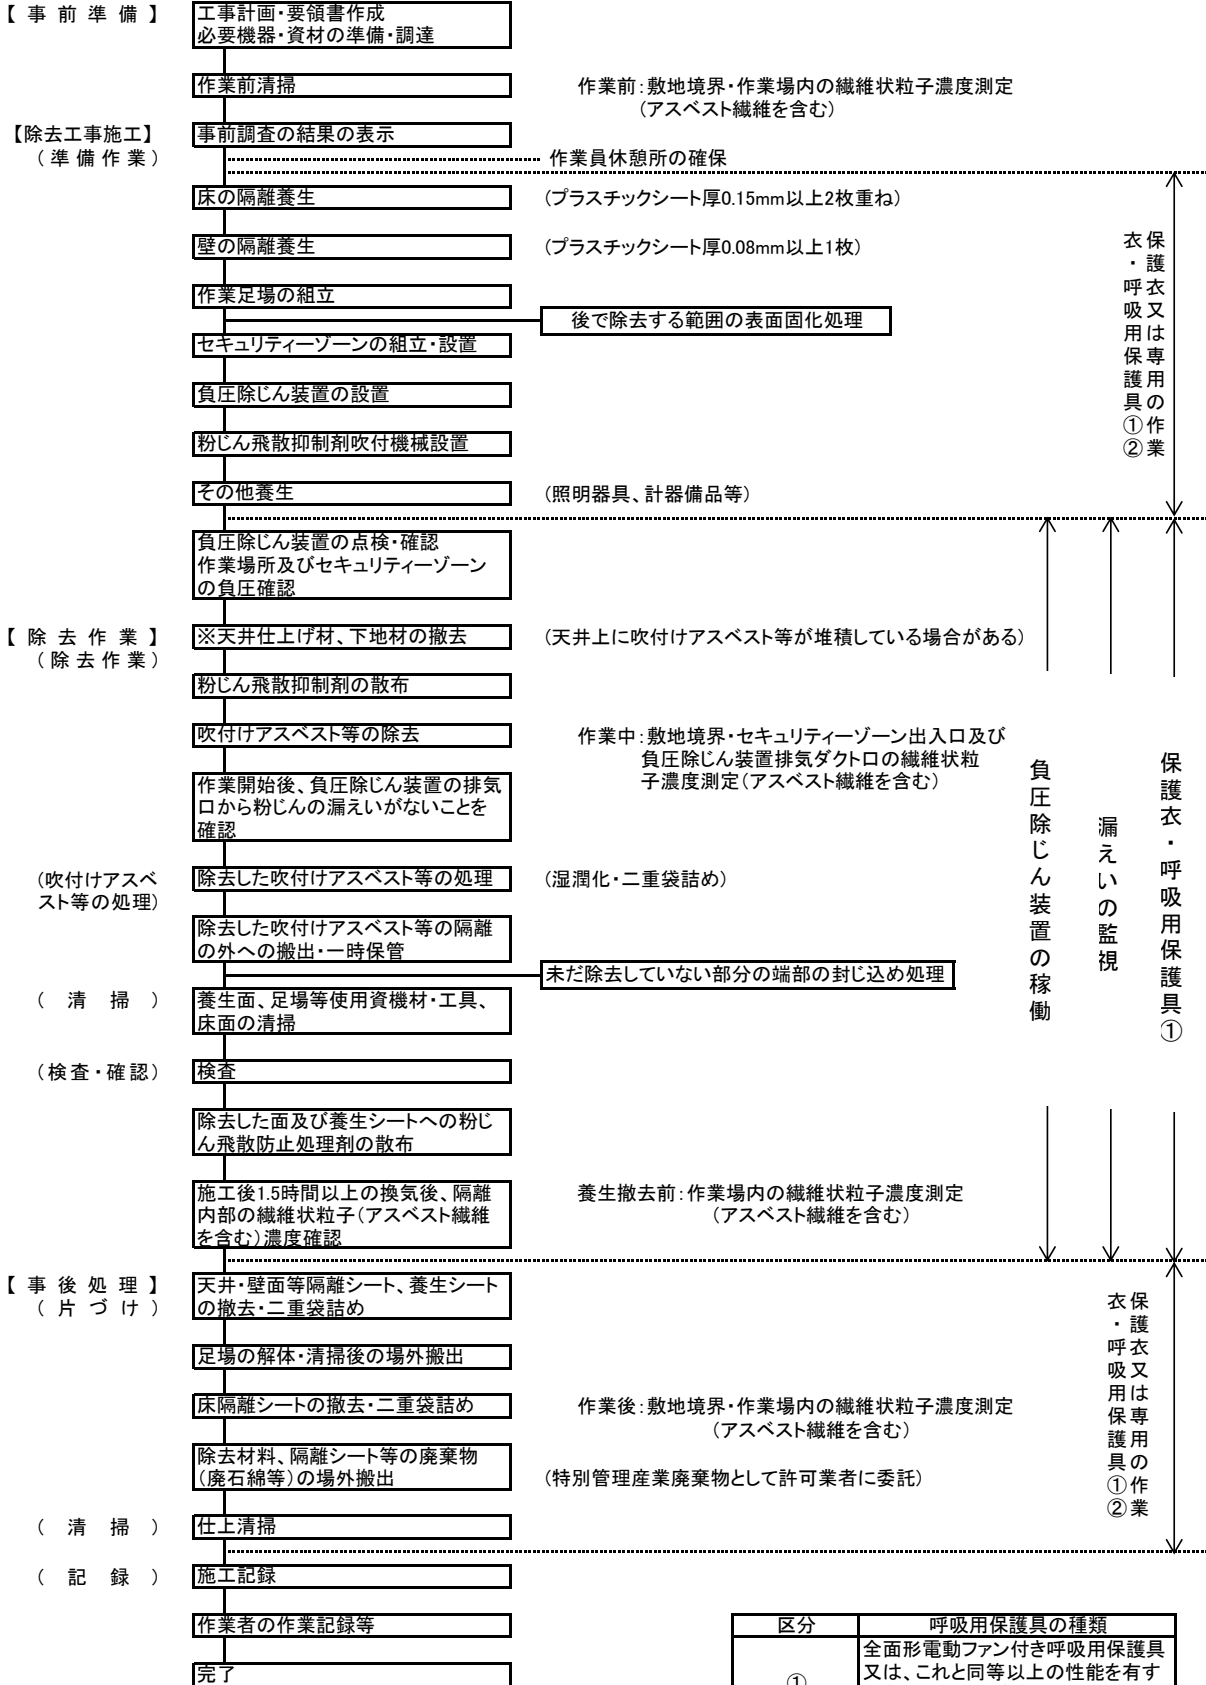 【 事 前 準 備 】
工事計画・要領書作成
必要機器・資材の準備・調達
作業前清掃
作業前：敷地境界・作業場内の繊維状粒子濃度測定
（アスベスト繊維を含む）
【除去工事施工】
（ 準 備 作 業 ）
事前調査の結果の表示
作業員休憩所の確保
床の隔離養生
（プラスチックシート厚0.15mm以上2枚重ね）
壁の隔離養生
（プラスチックシート厚0.08mm以上1枚）
作業足場の組立
後で除去する範囲の表面固化処理
セキュリティーゾーンの組立・設置
負圧除じん装置の設置
粉じん飛散抑制剤吹付機械設置
その他養生
（照明器具、計器備品等）
保護衣又は専用の作業
衣・呼吸用保護具①②
負圧除じん装置の点検・確認
作業場所及びセキュリティーゾーン
の負圧確認
【 除 去 作 業 】
（ 除 去 作 業 ）
※天井仕上げ材、下地材の撤去
（天井上に吹付けアスベスト等が堆積している場合がある）
粉じん飛散抑制剤の散布
吹付けアスベスト等の除去
作業中：敷地境界・セキュリティーゾーン出入口及び
負圧除じん装置排気ダクト口の繊維状粒
子濃度測定（アスベスト繊維を含む）
作業開始後、負圧除じん装置の排気
口から粉じんの漏えいがないことを
確認
（吹付けアスベ
スト等の処理）
除去した吹付けアスベスト等の処理
（湿潤化・二重袋詰め）
除去した吹付けアスベスト等の隔離
の外への搬出・一時保管
未だ除去していない部分の端部の封じ込め処理
（ 清 掃 ）
養生面、足場等使用資機材・工具、
床面の清掃
（検査・確認）
検査
除去した面及び養生シートへの粉じ
ん飛散防止処理剤の散布
施工後1.5時間以上の換気後、隔離
内部の繊維状粒子（アスベスト繊維
を含む）濃度確認
養生撤去前：作業場内の繊維状粒子濃度測定
（アスベスト繊維を含む）
負圧除じん装置の稼働
漏えいの監視
保護衣・呼吸用保護具①
【 事 後 処 理 】
（ 片 づ け ）
天井・壁面等隔離シート、養生シート
の撤去・二重袋詰め
足場の解体・清掃後の場外搬出
床隔離シートの撤去・二重袋詰め
作業後：敷地境界・作業場内の繊維状粒子濃度測定
（アスベスト繊維を含む）
除去材料、隔離シート等の廃棄物
（廃石綿等）の場外搬出
（特別管理産業廃棄物として許可業者に委託）
保護衣又は専用の作業
衣・呼吸用保護具①②
（ 清 掃 ）
仕上清掃
（ 記 録 ）
施工記録
作業者の作業記録等
完了
区分
呼吸用保護具の種類
①
全面形電動ファン付き呼吸用保護具
又は、これと同等以上の性能を有す